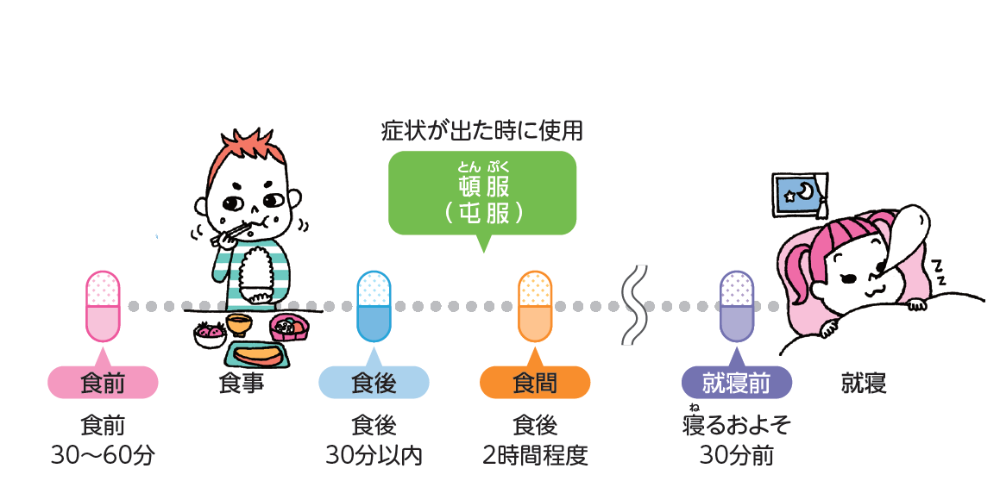 症状が出た時に使用
とん ぷく
頓服
(屯服)
食前
食事
食後
食間
就寝前
就寝
食前
30〜60分
食後
30分以内
食後
2時間程度
ね
寝るおよそ
30分前
z
z